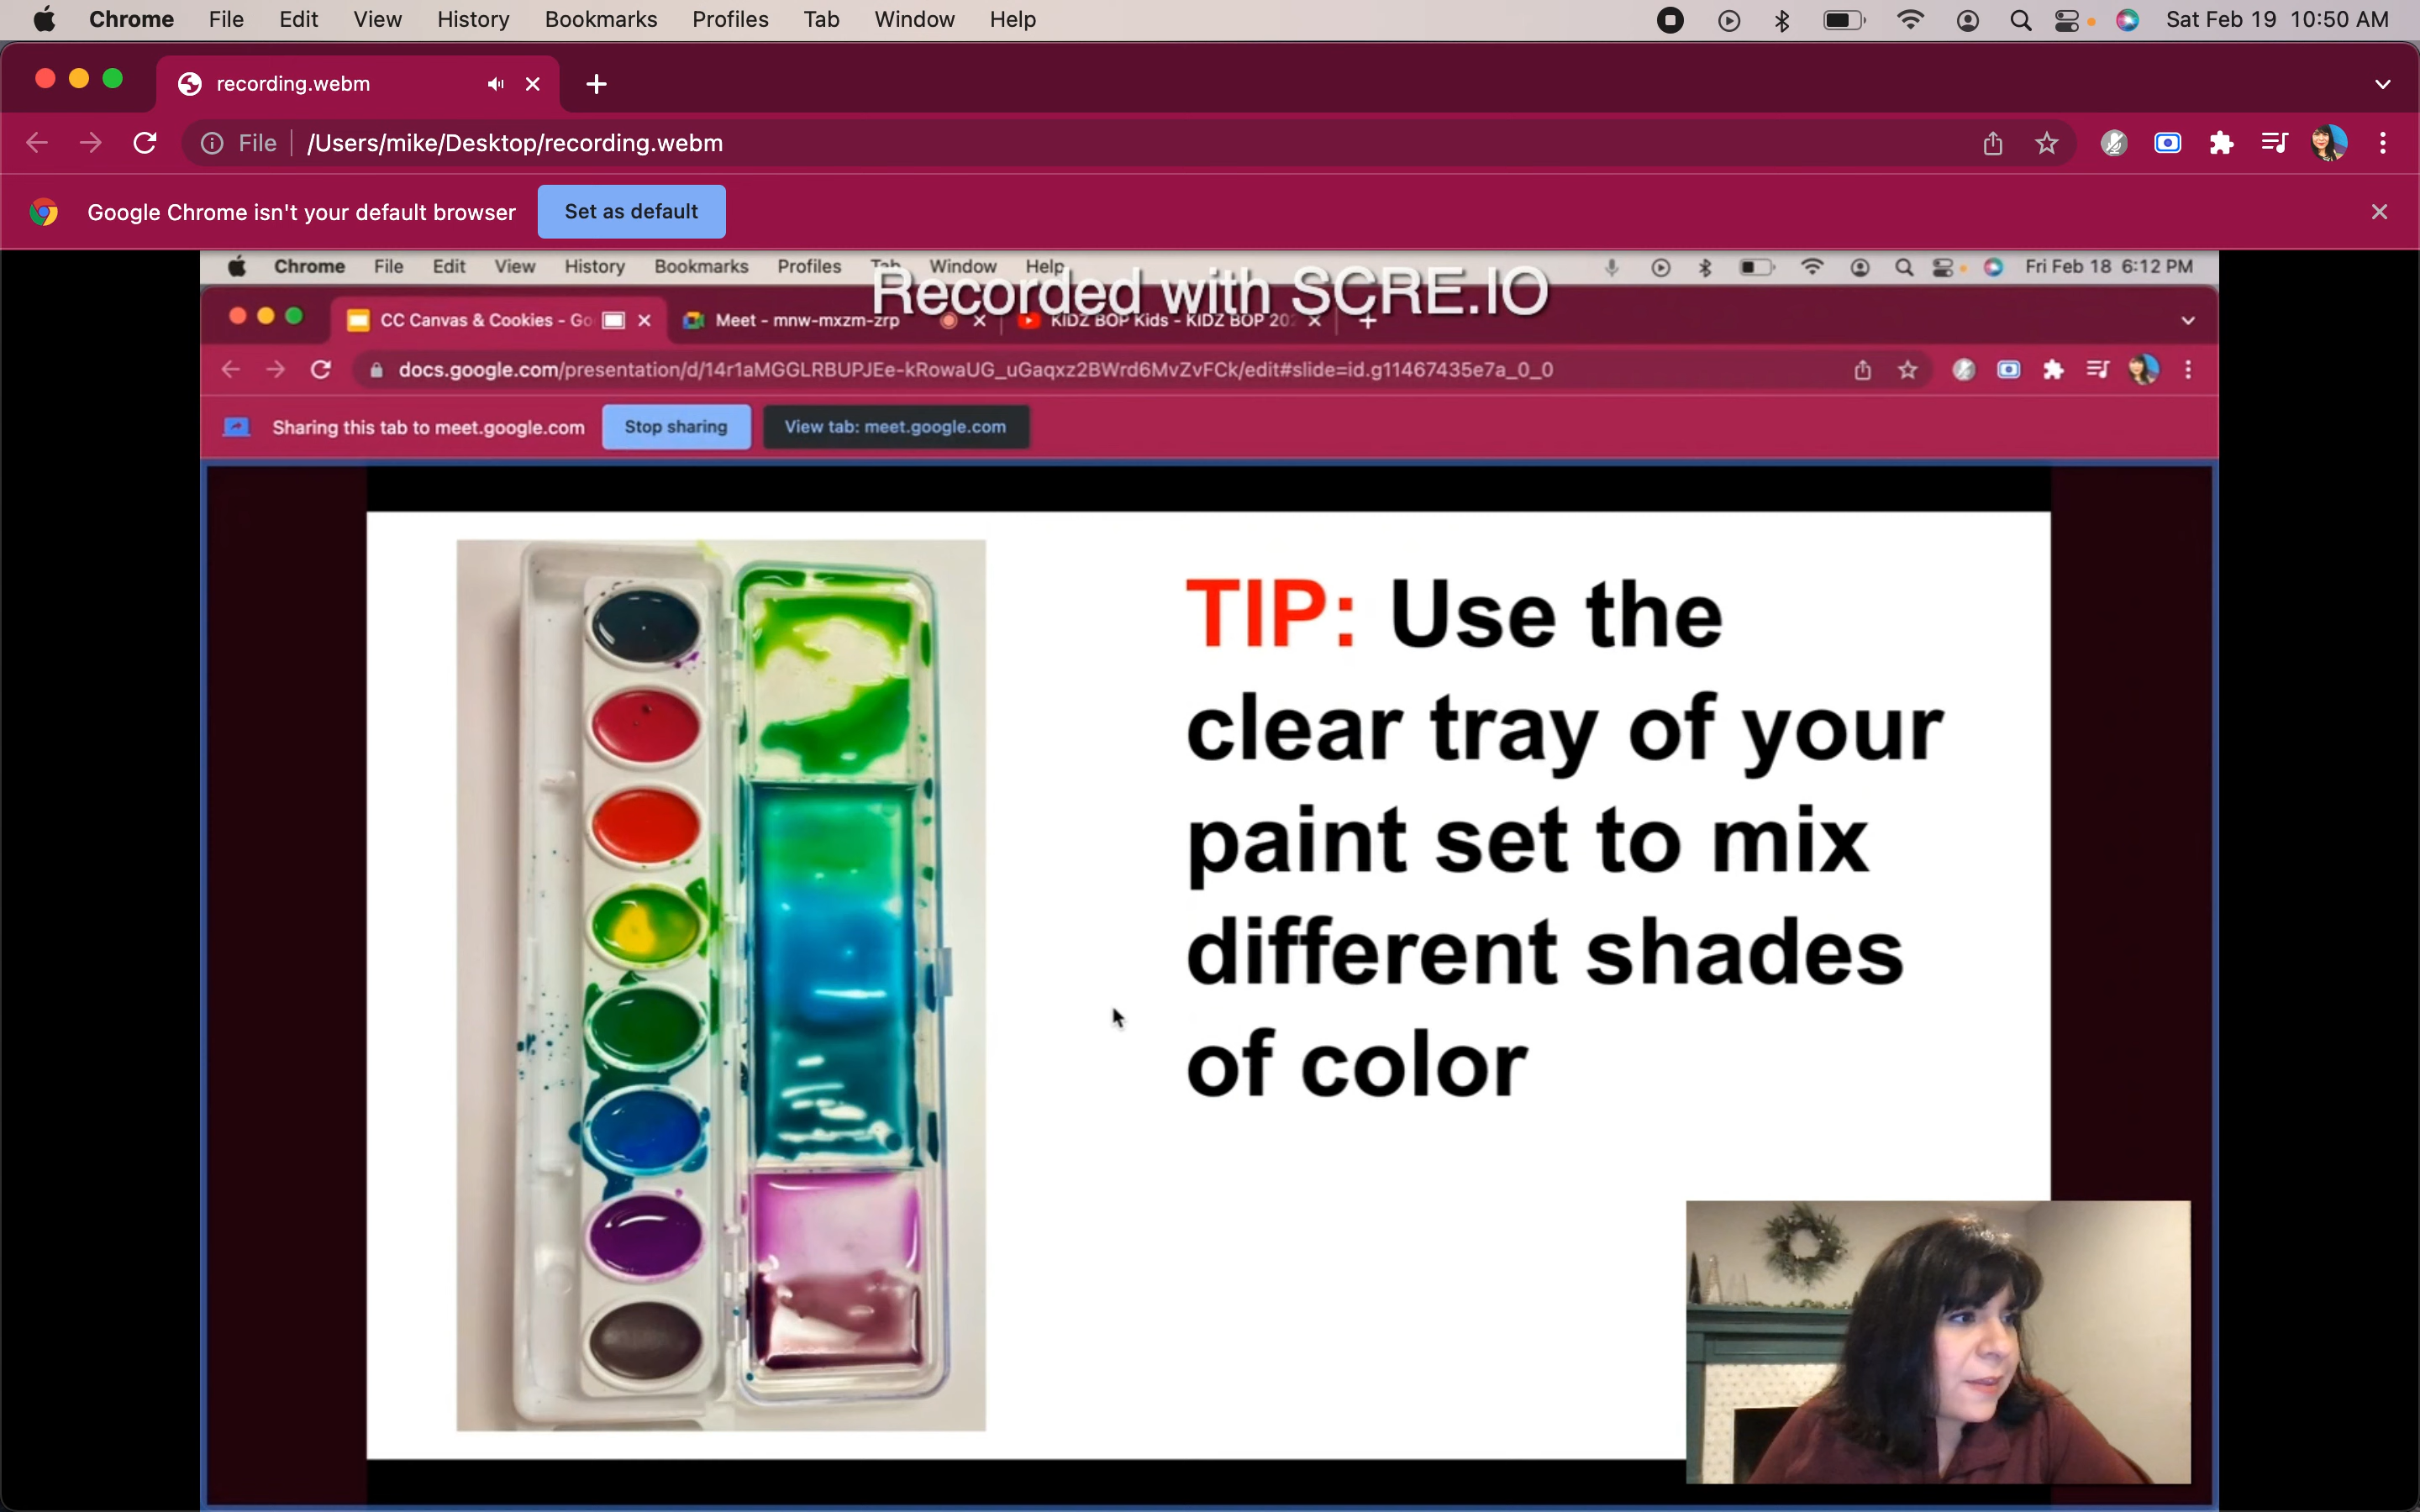 Chrome File Edit View History Bookmarks Profiles Tab Window Help Sat Feb 19 10:50 AM
recording.webm
File /Users/mike/Desktop/recording.webm
Google Chrome isn't your default browser Set as default
Chrome File Edit View History Bookmarks Profiles Tab Window Help Fri Feb 18 6:12 PM
Recorded with SCRE.IO
CC Canvas & Cookies - Go Meet - mnw-mxzm-zrp KIDZ BOP Kids - KIDZ BOP 202
docs.google.com/presentation/d/14r1aMGGLRBUPJEe-kRowaUG_uGaqxz2BWrd6MvZvFCk/edit#slide=id.g11467435e7a_0_0
Sharing this tab to meet.google.com Stop sharing View tab: meet.google.com
TIP: Use the
clear tray of your
paint set to mix
different shades
of color